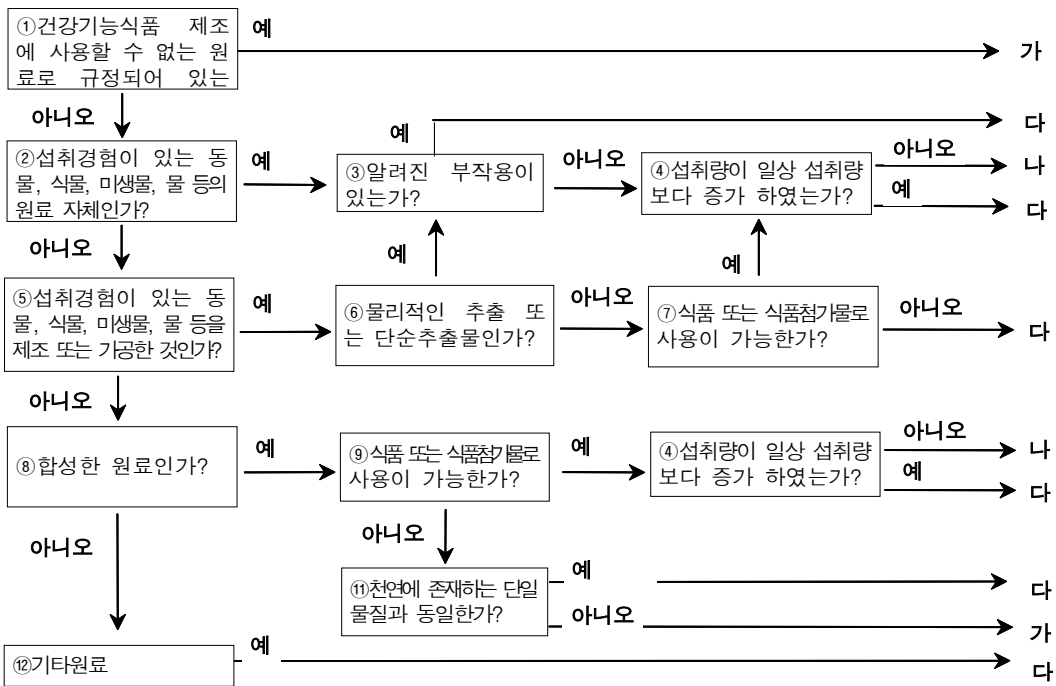 ①건강기능식품 제조
에 사용할 수 없는 원
료로 규정되어 있는
예
가
아니오
②섭취경험이 있는 동
물, 식물, 미생물, 물 등의
원료 자체인가?
예
③알려진 부작용이
있는가?
예
다
아니오
④섭취량이 일상 섭취량
보다 증가 하였는가?
아니오
나
예
다
아니오
예
예
⑤섭취경험이 있는 동
물, 식물, 미생물, 물 등을
제조 또는 가공한 것인가?
예
⑥물리적인 추출 또
는 단순추출물인가?
아니오
⑦식품 또는 식품첨가물로
사용이 가능한가?
아니오
다
아니오
⑧합성한 원료인가?
예
⑨식품 또는 식품첨가물로
사용이 가능한가?
예
④섭취량이 일상 섭취량
보다 증가 하였는가?
아니오
나
예
다
아니오
아니오
⑪천연에 존재하는 단일
물질과 동일한가?
예
다
아니오
가
⑫기타원료
예
다